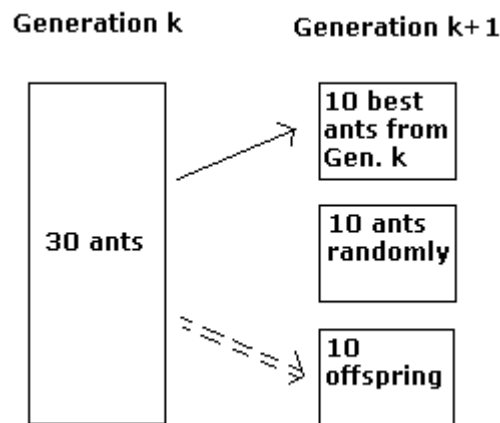 Generation k
Generation k+1
30 ants
10 best
ants from
Gen. k
10 ants
randomly
10
offspring